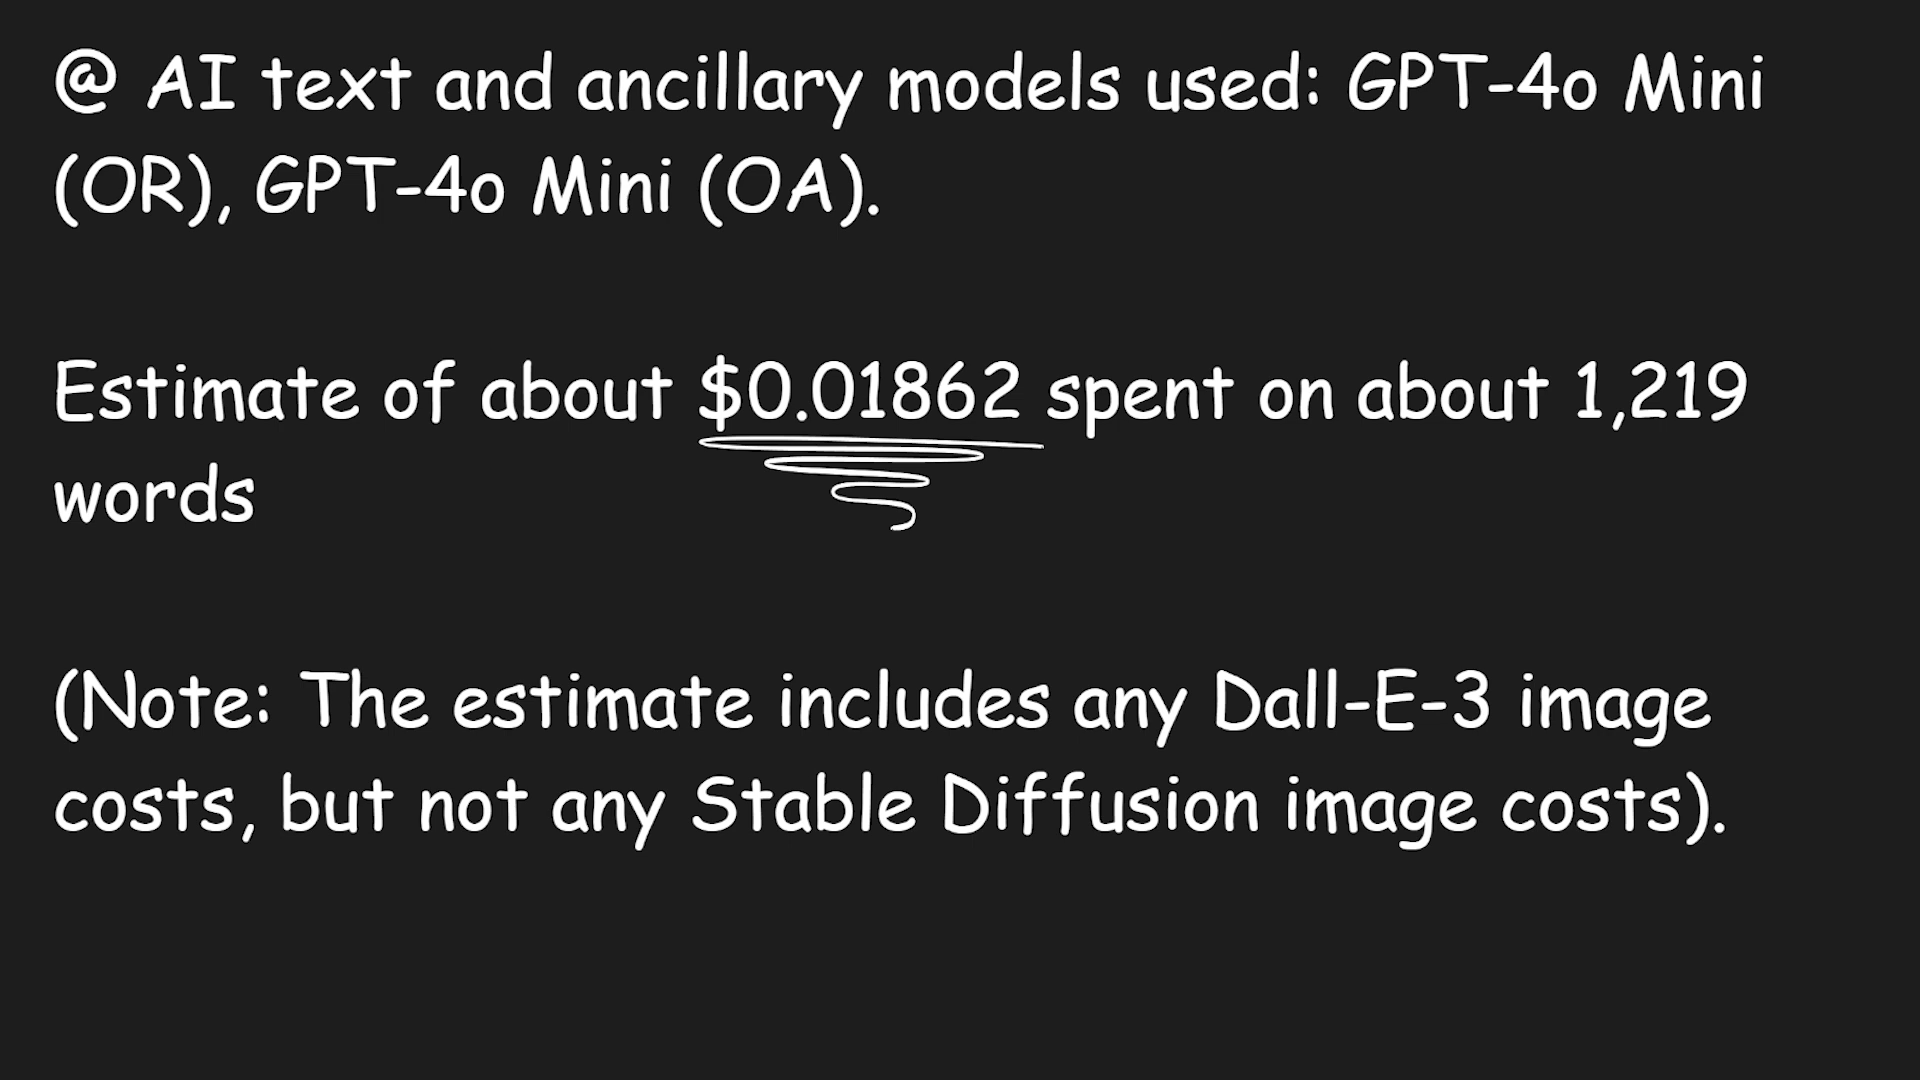 @ AI text and ancillary models used: GPT-4o Mini
(OR), GPT-4o Mini (OA).
Estimate of about $0.01862 spent on about 1,219
words
(Note: The estimate includes any Dall-E-3 image
costs, but not any Stable Diffusion image costs).